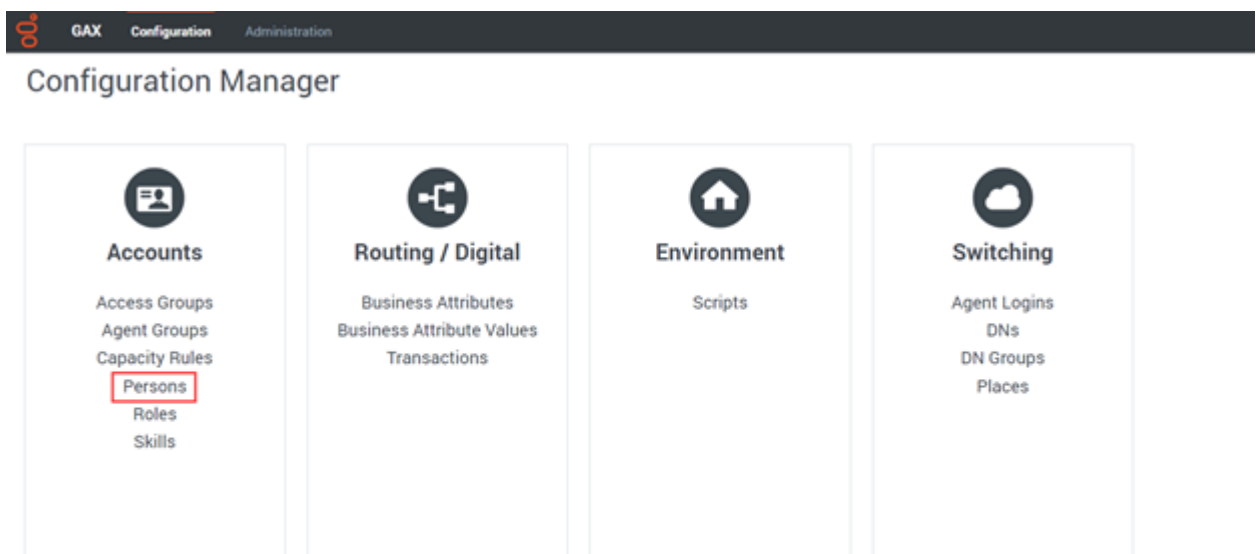 GAX Configuration Administration
Configuration Manager
Accounts
Access Groups
Agent Groups
Capacity Rules
Persons
Roles
Skills
Routing / Digital
Business Attributes
Business Attribute Values
Transactions
Environment
Scripts
Switching
Agent Logins
DNs
DN Groups
Places